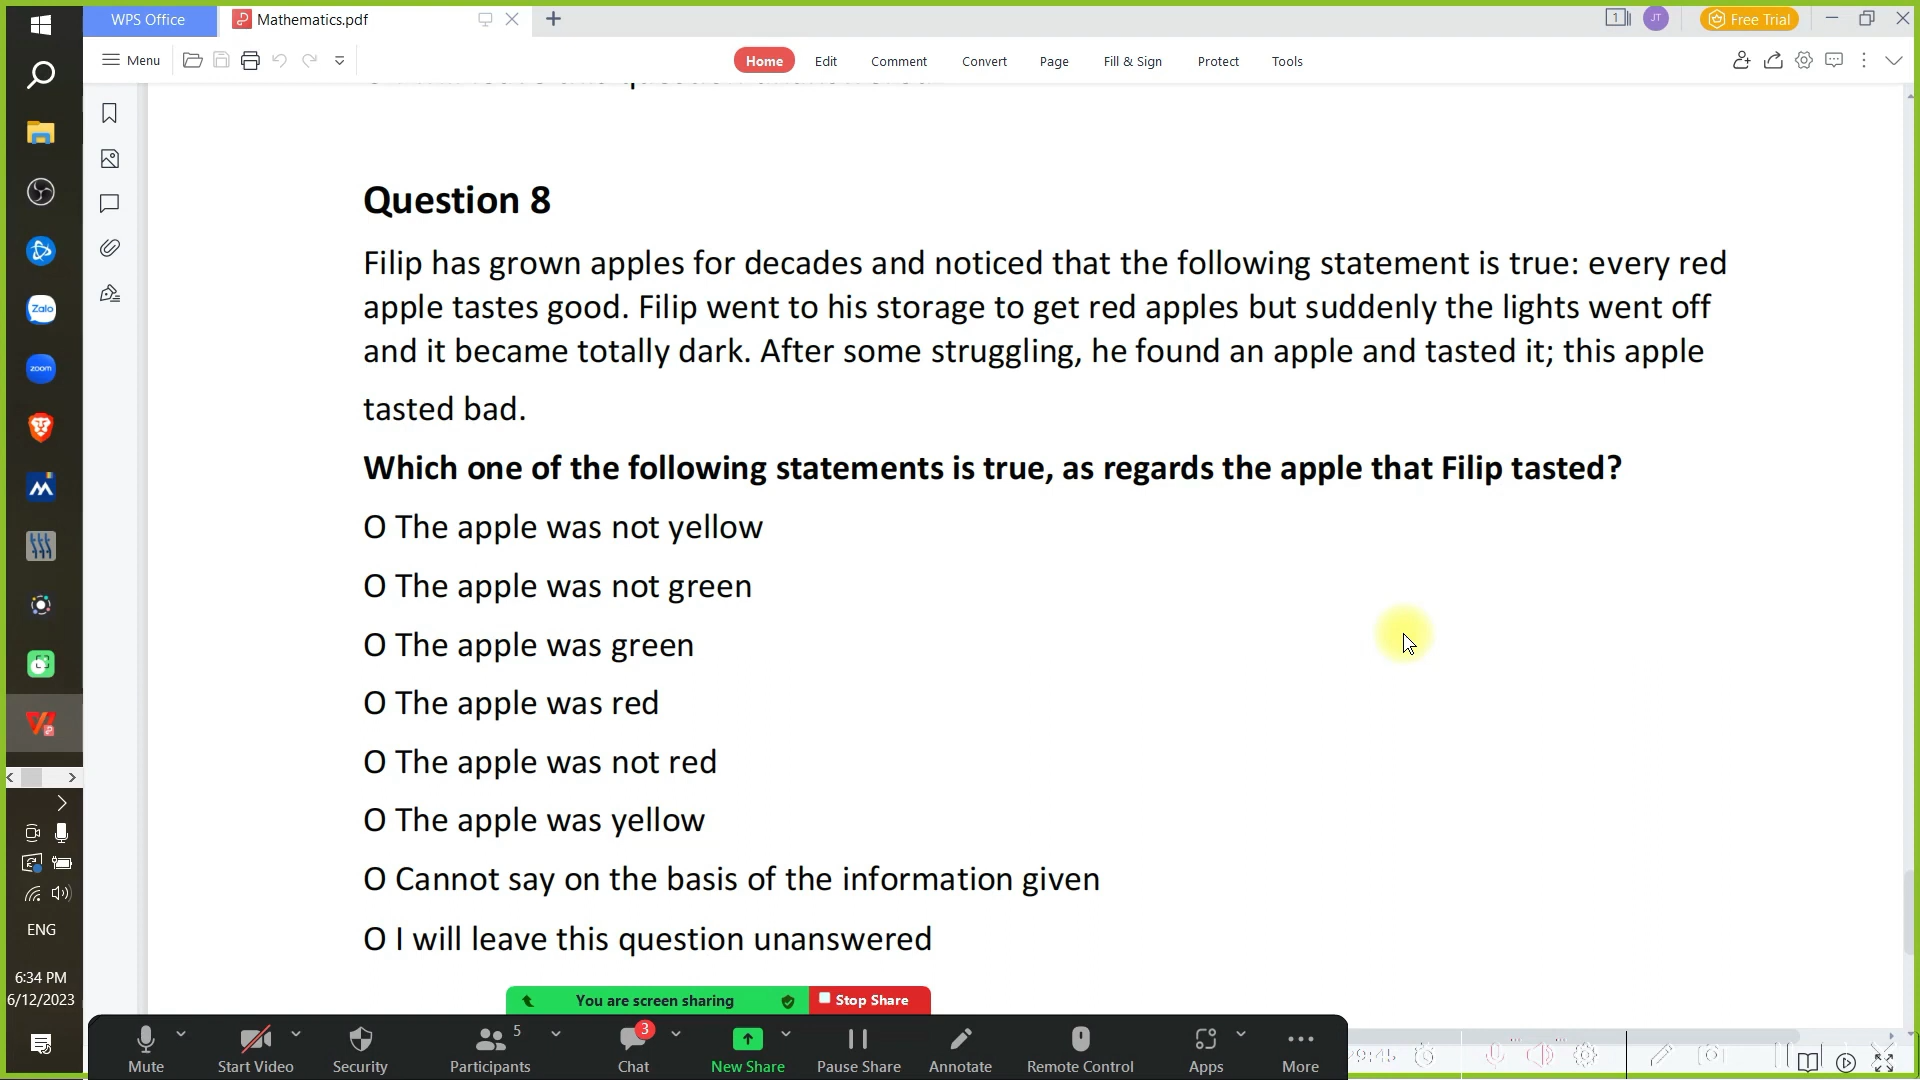 WPS Office
Mathematics.pdf
1
JT
Free Trial
Menu
Home
Edit
Comment
Convert
Page
Fill & Sign
Protect
Tools
Question 8
Filip has grown apples for decades and noticed that the following statement is true: every red
apple tastes good. Filip went to his storage to get red apples but suddenly the lights went off
and it became totally dark. After some struggling, he found an apple and tasted it; this apple
tasted bad.
Which one of the following statements is true, as regards the apple that Filip tasted?
O The apple was not yellow
O The apple was not green
O The apple was green
O The apple was red
O The apple was not red
O The apple was yellow
O Cannot say on the basis of the information given
O I will leave this question unanswered
Zalo
zoom
ENG
6:34 PM
6/12/2023
You are screen sharing
Stop Share
Mute
Start Video
Security
5
Participants
3
Chat
New Share
Pause Share
Annotate
Remote Control
Apps
More